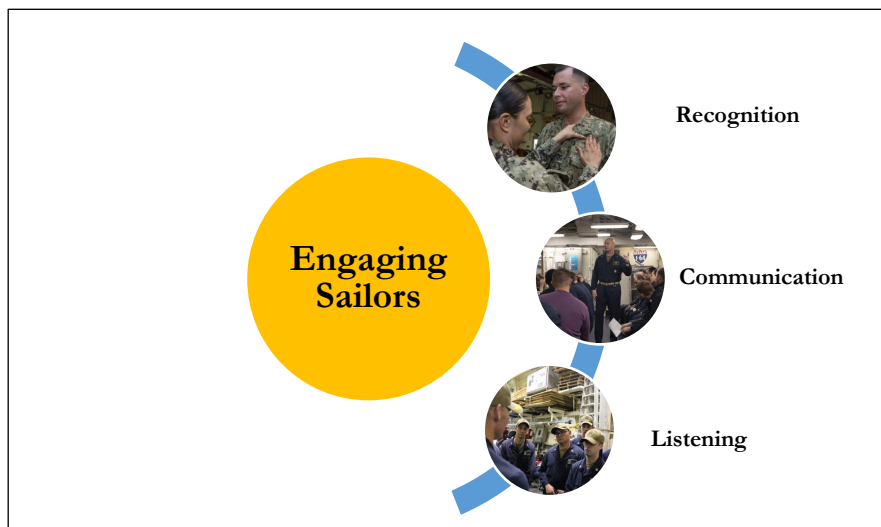 Recognition
Engaging
Sailors
Communication
Listening